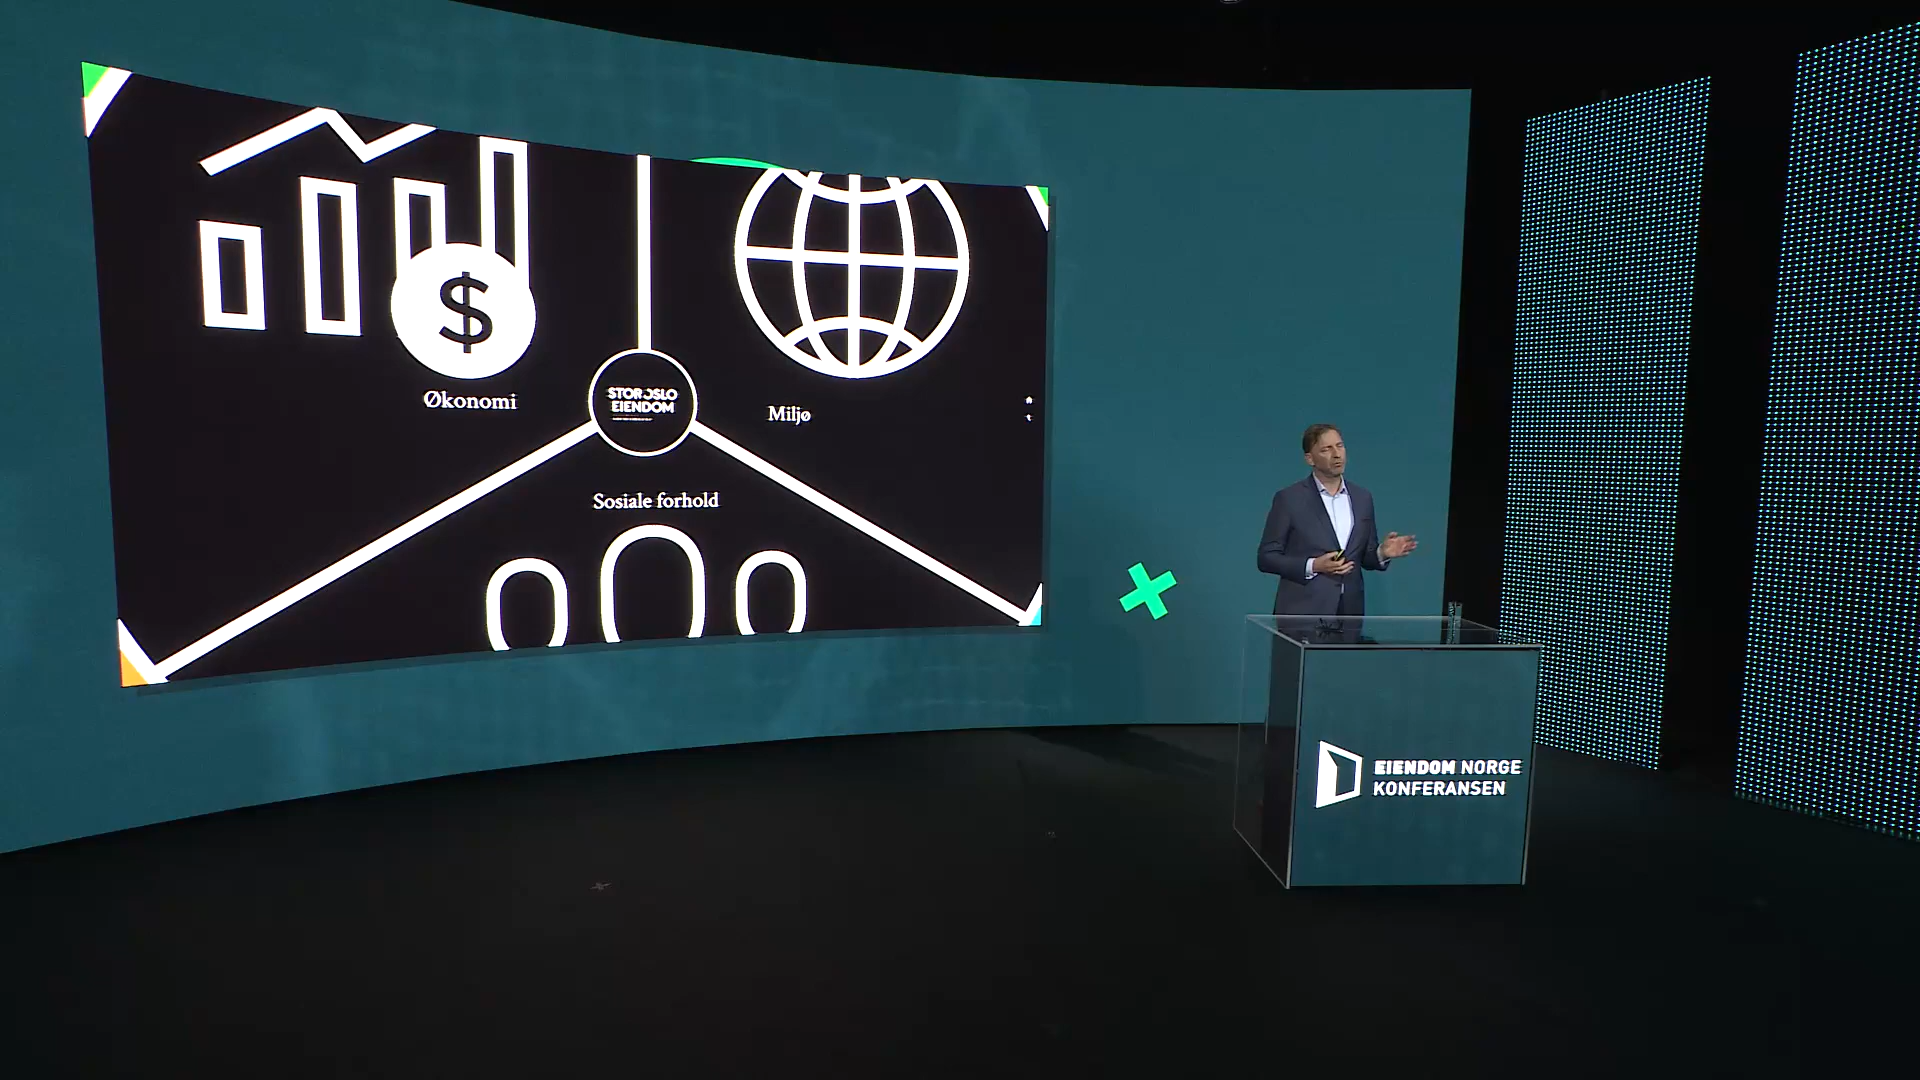 $
Økonomi
STOR OSLO
EIENDOM
Miljø
Sosiale forhold
EIENDOM NORGE
KONFERANSEN